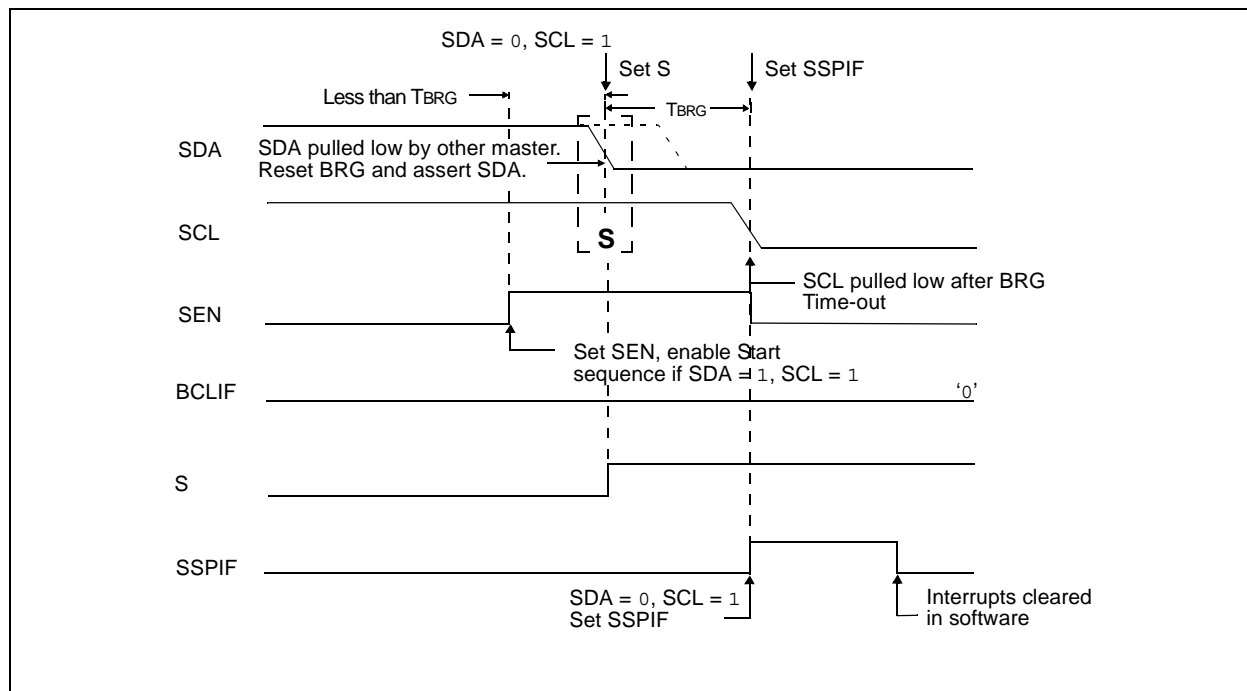 SDA = 0, SCL = 1
Set S
Set SSPIF
Less than TBRG
TBRG
SDA
SDA pulled low by other master.
Reset BRG and assert SDA.
SCL
S
SCL pulled low after BRG
Time-out
SEN
Set SEN, enable Start
sequence if SDA = 1, SCL = 1
BCLIF
‘0’
S
SSPIF
SDA = 0, SCL = 1
Set SSPIF
Interrupts cleared
in software